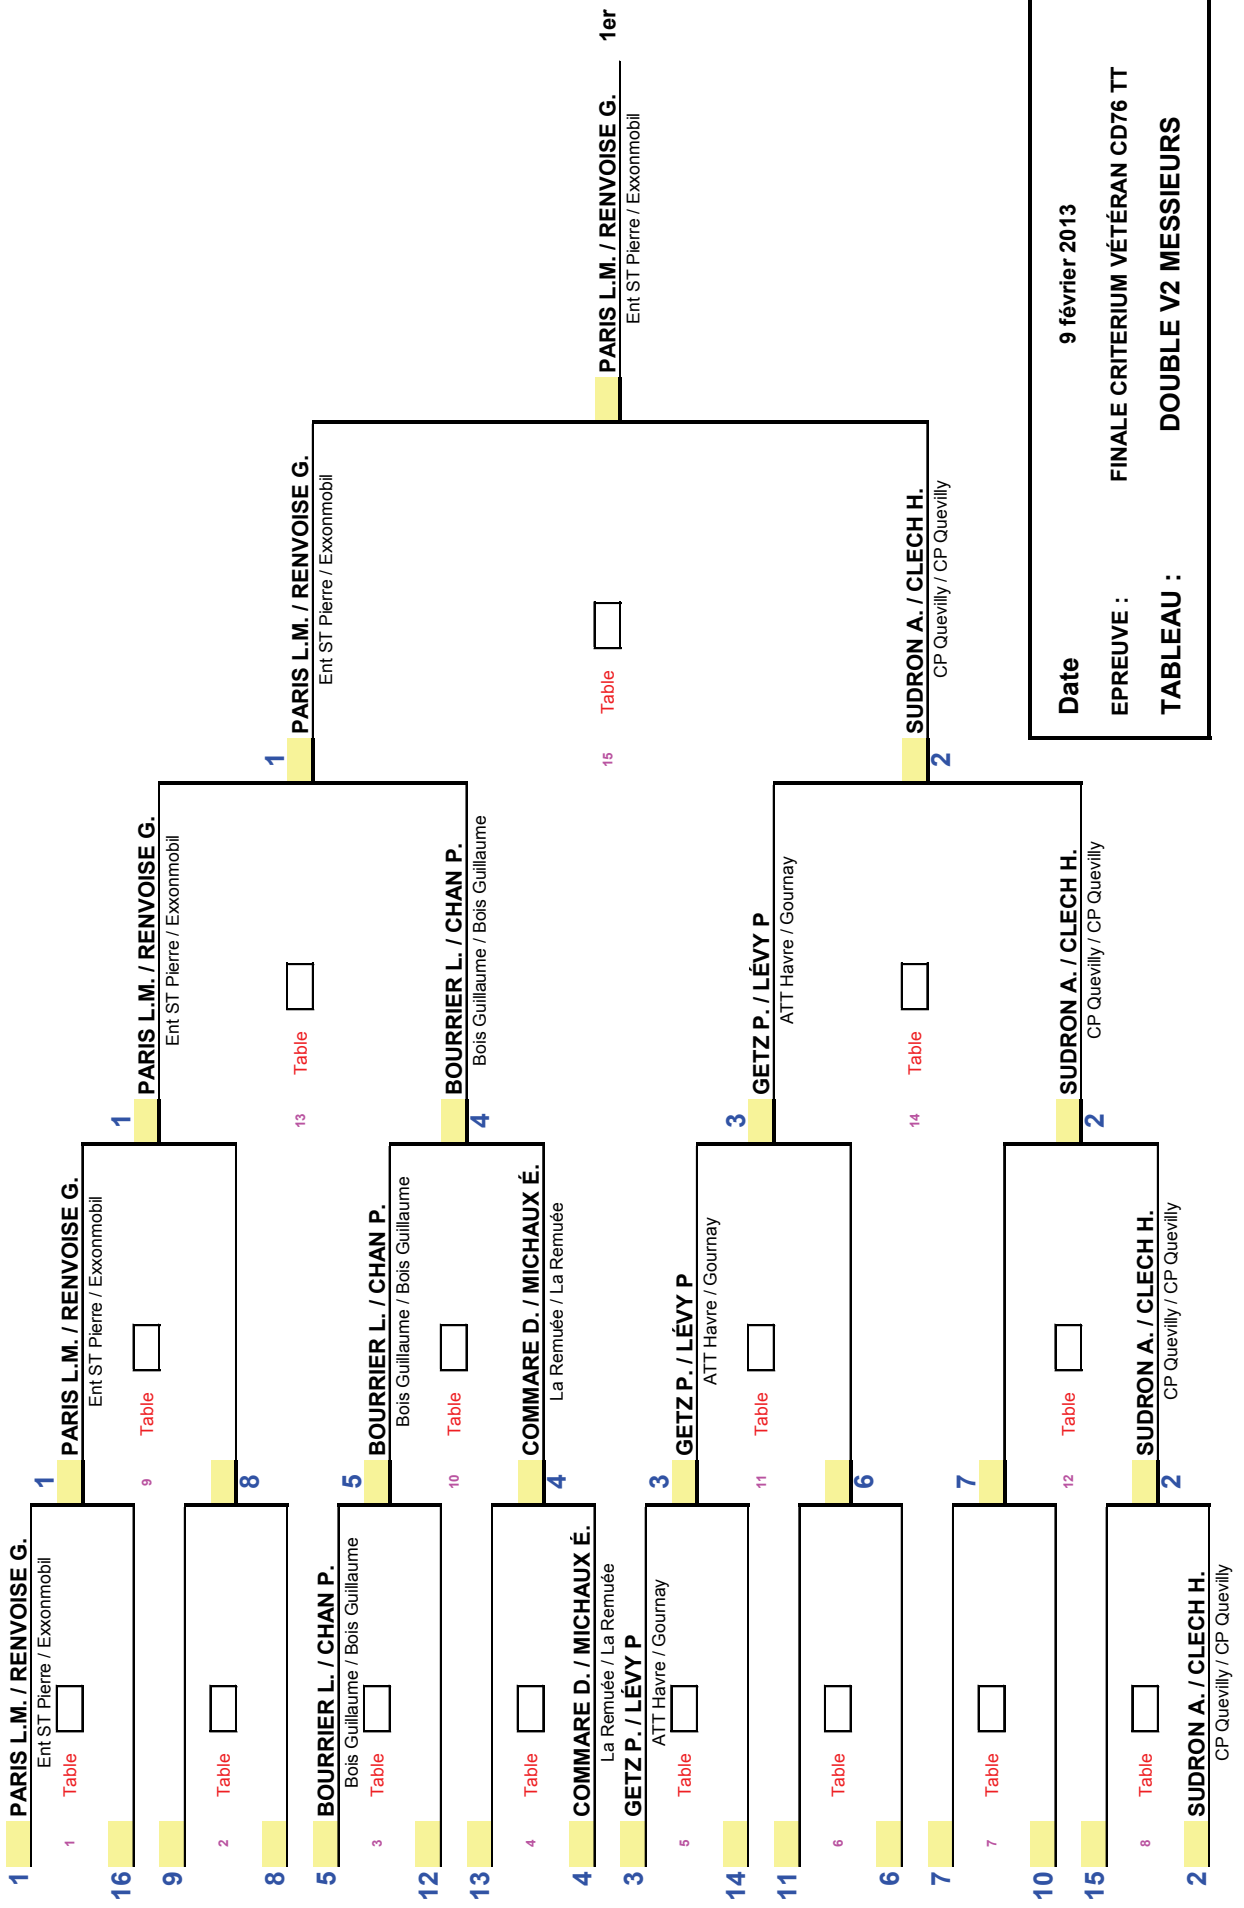 1 PARIS L.M. / RENVOISE G.
Ent ST Pierre / Exxonmobil
1 Table
16
9
2 Table
8
5 BOURRIER L. / CHAN P.
Bois Guillaume / Bois Guillaume
3 Table
12
13
4 Table
4 COMMARE D. / MICHAUX É.
La Remuée / La Remuée
3 GETZ P. / LÉVY P
ATT Havre / Gournay
5 Table
14
11
6 Table
6
7
7 Table
10
15
8 Table
2 SUDRON A. / CLECH H.
CP Quevilly / CP Quevilly
1 PARIS L.M. / RENVOISE G.
Ent ST Pierre / Exxonmobil
9 Table
8
5 BOURRIER L. / CHAN P.
Bois Guillaume / Bois Guillaume
10 Table
COMMARE D. / MICHAUX É.
4 La Remuée / La Remuée
3 GETZ P. / LÉVY P
ATT Havre / Gournay
11 Table
6
7
12 Table
SUDRON A. / CLECH H.
2 CP Quevilly / CP Quevilly
1 PARIS L.M. / RENVOISE G.
Ent ST Pierre / Exxonmobil
13 Table
BOURRIER L. / CHAN P.
4 Bois Guillaume / Bois Guillaume
3 GETZ P. / LÉVY P
ATT Havre / Gournay
14 Table
SUDRON A. / CLECH H.
2 CP Quevilly / CP Quevilly
1 PARIS L.M. / RENVOISE G.
Ent ST Pierre / Exxonmobil
15 Table
SUDRON A. / CLECH H.
2 CP Quevilly / CP Quevilly
PARIS L.M. / RENVOISE G. 1er
Ent ST Pierre / Exxonmobil
Date 9 février 2013
EPREUVE : FINALE CRITERIUM VÉTÉRAN CD76 TT
TABLEAU : DOUBLE V2 MESSIEURS